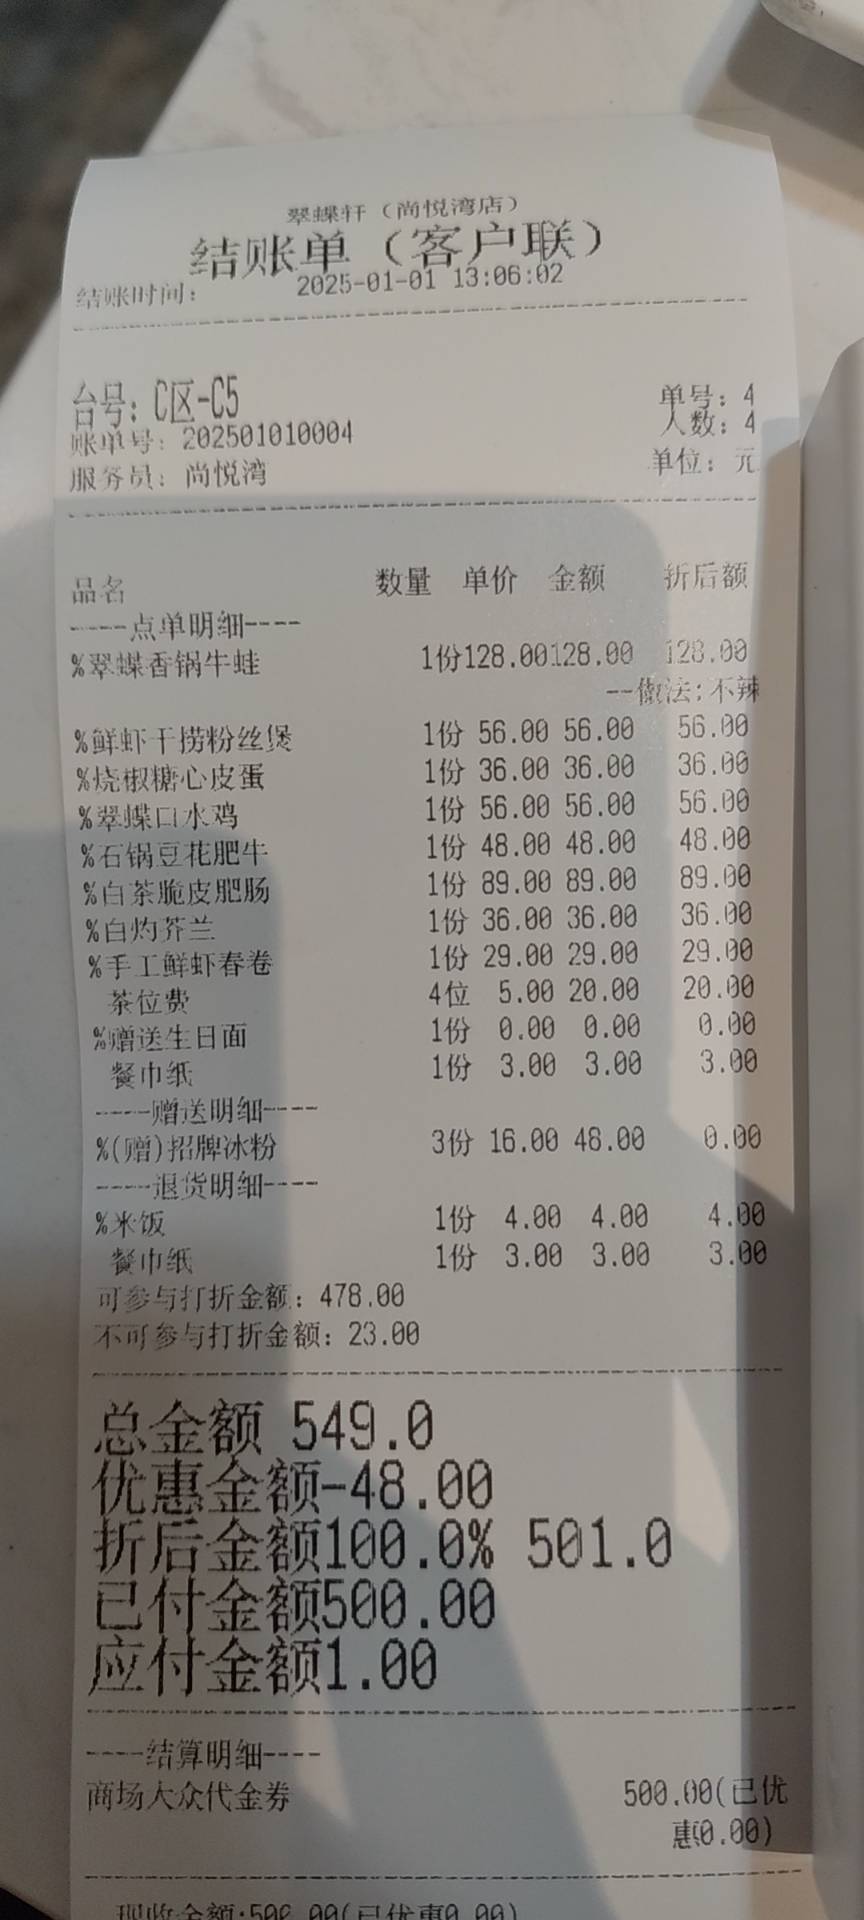 翠蝶轩（尚悦湾店）
结账单（客户联）
结账时间： 2025-01-01 13:06:02
台号：C区-C5 单号：4
人数：4
账单号：202501010004
服务员：尚悦湾 单位：元
品名 数量 单价 金额 折后额
----点单明细----
%翠蝶香锅牛蛙 1份128.00128.00 128.00
--做法:不辣
%鲜虾干捞粉丝煲 1份 56.00 56.00 56.00
%烧椒糖心皮蛋 1份 36.00 36.00 36.00
%翠蝶口水鸡 1份 56.00 56.00 56.00
%石锅豆花肥牛 1份 48.00 48.00 48.00
%白茶脆皮肥肠 1份 89.00 89.00 89.00
%白灼芥兰 1份 36.00 36.00 36.00
%手工鲜虾春卷 1份 29.00 29.00 29.00
茶位费 4位 5.00 20.00 20.00
%赠送生日面 1份 0.00 0.00 0.00
餐巾纸 1份 3.00 3.00 3.00
----赠送明细----
%(赠)招牌冰粉 3份 16.00 48.00 0.00
----退货明细----
%米饭 1份 4.00 4.00 4.00
餐巾纸 1份 3.00 3.00 3.00
可参与打折金额：478.00
不可参与打折金额：23.00
总金额 549.0
优惠金额-48.00
折后金额100.0% 501.0
已付金额500.00
应付金额1.00
----结算明细----
商场大众代金券 500.00(已优
惠0.00)
现收金额:500.00(已优惠0.00)